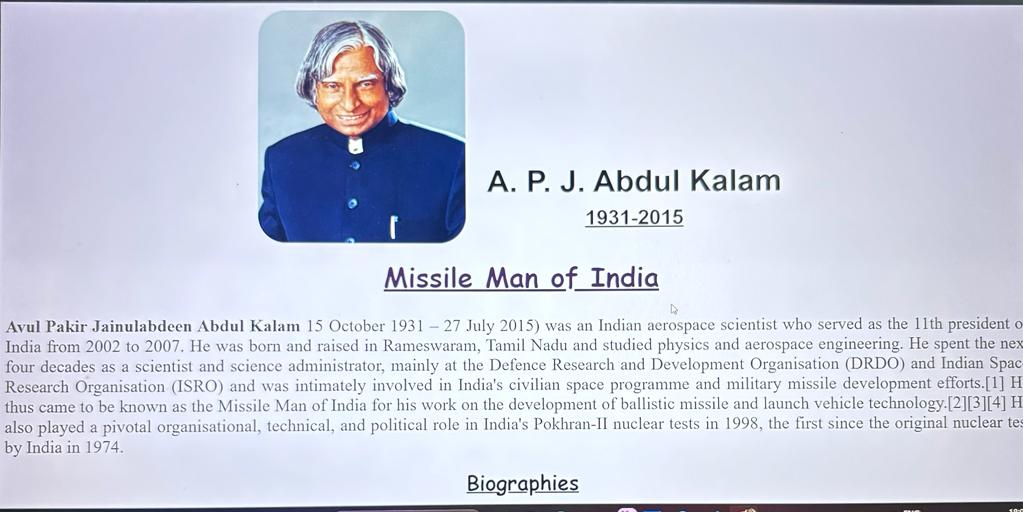 A. P. J. Abdul Kalam
1931-2015
Missile Man of India
Avul Pakir Jainulabdeen Abdul Kalam 15 October 1931 – 27 July 2015) was an Indian aerospace scientist who served as the 11th president o
India from 2002 to 2007. He was born and raised in Rameswaram, Tamil Nadu and studied physics and aerospace engineering. He spent the nex
four decades as a scientist and science administrator, mainly at the Defence Research and Development Organisation (DRDO) and Indian Spac
Research Organisation (ISRO) and was intimately involved in India's civilian space programme and military missile development efforts.[1] H
thus came to be known as the Missile Man of India for his work on the development of ballistic missile and launch vehicle technology.[2][3][4] H
also played a pivotal organisational, technical, and political role in India's Pokhran-II nuclear tests in 1998, the first since the original nuclear tes
by India in 1974.
Biographies